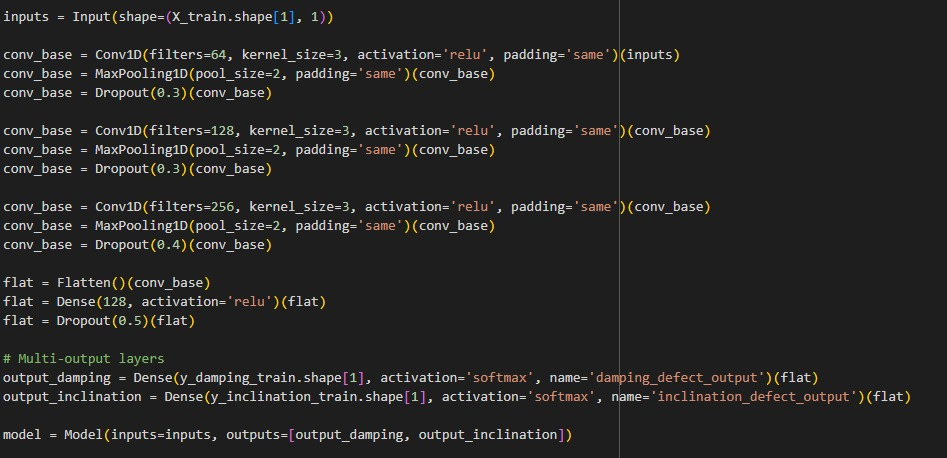 inputs = Input(shape=(X_train.shape[1], 1))
conv_base = Conv1D(filters=64, kernel_size=3, activation='relu', padding='same')(inputs)
conv_base = MaxPooling1D(pool_size=2, padding='same')(conv_base)
conv_base = Dropout(0.3)(conv_base)
conv_base = Conv1D(filters=128, kernel_size=3, activation='relu', padding='same')(conv_base)
conv_base = MaxPooling1D(pool_size=2, padding='same')(conv_base)
conv_base = Dropout(0.3)(conv_base)
conv_base = Conv1D(filters=256, kernel_size=3, activation='relu', padding='same')(conv_base)
conv_base = MaxPooling1D(pool_size=2, padding='same')(conv_base)
conv_base = Dropout(0.4)(conv_base)
flat = Flatten()(conv_base)
flat = Dense(128, activation='relu')(flat)
flat = Dropout(0.5)(flat)
# Multi-output layers
output_damping = Dense(y_damping_train.shape[1], activation='softmax', name='damping_defect_output')(flat)
output_inclination = Dense(y_inclination_train.shape[1], activation='softmax', name='inclination_defect_output')(flat)
model = Model(inputs=inputs, outputs=[output_damping, output_inclination])